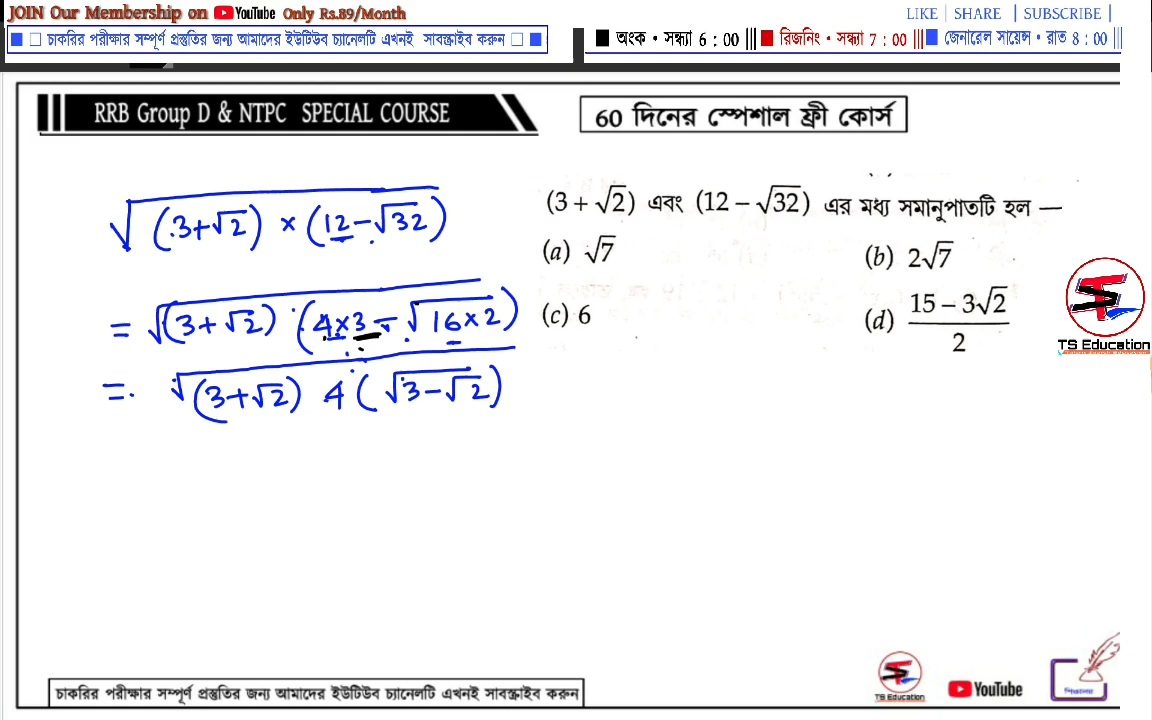 JOIN Our Membership on YouTube Only Rs.89/Month
LIKE | SHARE | SUBSCRIBE |
■ □ চাকরির পরীক্ষার সম্পূর্ণ প্রস্তুতির জন্য আমাদের ইউটিউব চ্যানেলটি এখনই সাবস্ক্রাইব করুন □ ■
■ অংক • সন্ধ্যা 6 : 00 ||| ■ রিজনিং • সন্ধ্যা 7 : 00 ||| ■ জেনারেল সায়েন্স • রাত 8 : 00 |||
RRB Group D & NTPC SPECIAL COURSE
60 দিনের স্পেশাল ফ্রী কোর্স
(3 + √2) এবং (12 – √32) এর মধ্য সমানুপাতটি হল —
(a) √7
(b) 2√7
(c) 6
(d) (15 – 3√2)/2
√(3+√2) × (12-√32)
= √(3+√2) (4×3 - √16×2)
= √(3+√2) 4 (√3-√2)
TS Education
চাকরির পরীক্ষার সম্পূর্ণ প্রস্তুতির জন্য আমাদের ইউটিউব চ্যানেলটি এখনই সাবস্ক্রাইব করুন
TS Education
YouTube